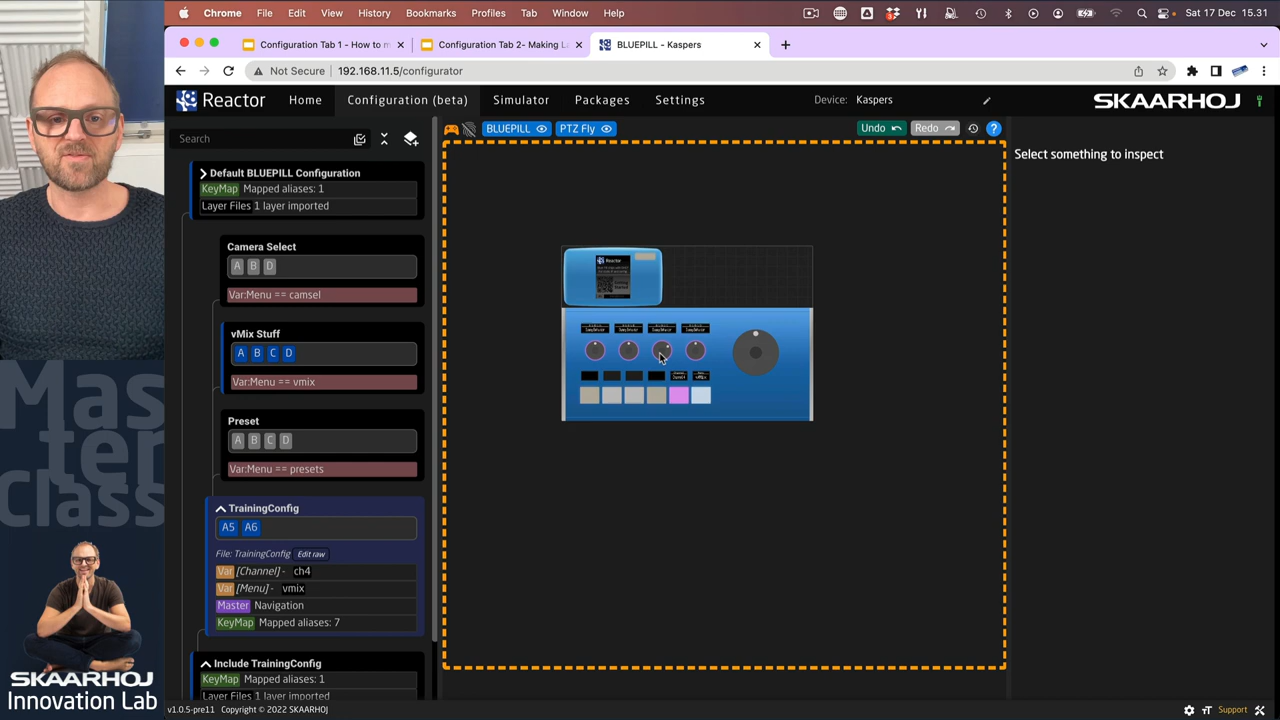 Chrome File Edit View History Bookmarks Profiles Tab Window Help Sat 17 Dec 15.31
Configuration Tab 1 - How to m
Configuration Tab 2- Making L
BLUEPILL - Kaspers
Not Secure 192.168.11.5/configurator
Reactor Home Configuration (beta) Simulator Packages Settings Device: Kaspers SKAARHOJ
Search
BLUEPILL PTZ Fly Undo Redo ?
Select something to inspect
Default BLUEPILL Configuration
KeyMap Mapped aliases: 1
Layer Files 1 layer imported
Camera Select
A B D
Var:Menu == camsel
vMix Stuff
A B C D
Var:Menu == vmix
Preset
A B C D
Var:Menu == presets
TrainingConfig
A5 A6
File: TrainingConfig Edit raw
Var [Channel] - ch4
Var [Menu] - vmix
Master Navigation
KeyMap Mapped aliases: 7
Include TrainingConfig
KeyMap Mapped aliases: 1
Layer Files 1 layer imported
Reactor
Mas
ter
Class
SKAARHOJ
Innovation Lab
v1.0.5-pre11 Copyright © 2022 SKAARHOJ
Support